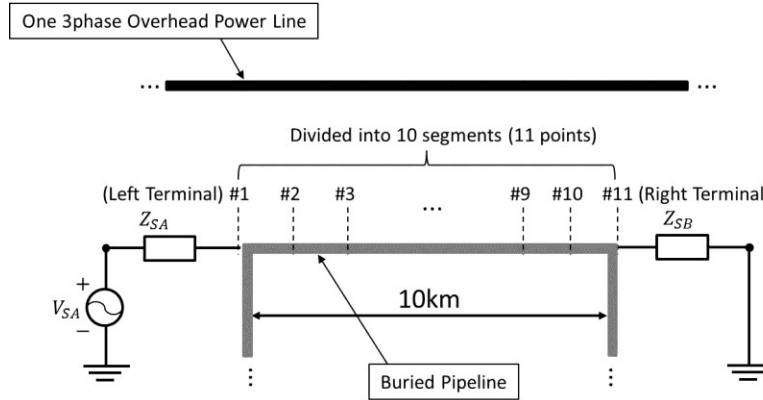 One 3phase Overhead Power Line
... ...
Divided into 10 segments (11 points)
(Left Terminal) #1 #2 #3 ... #9 #10 #11 (Right Terminal)
Z_SA Z_SB
+
V_SA
−
10km
Buried Pipeline
⋮ ⋮